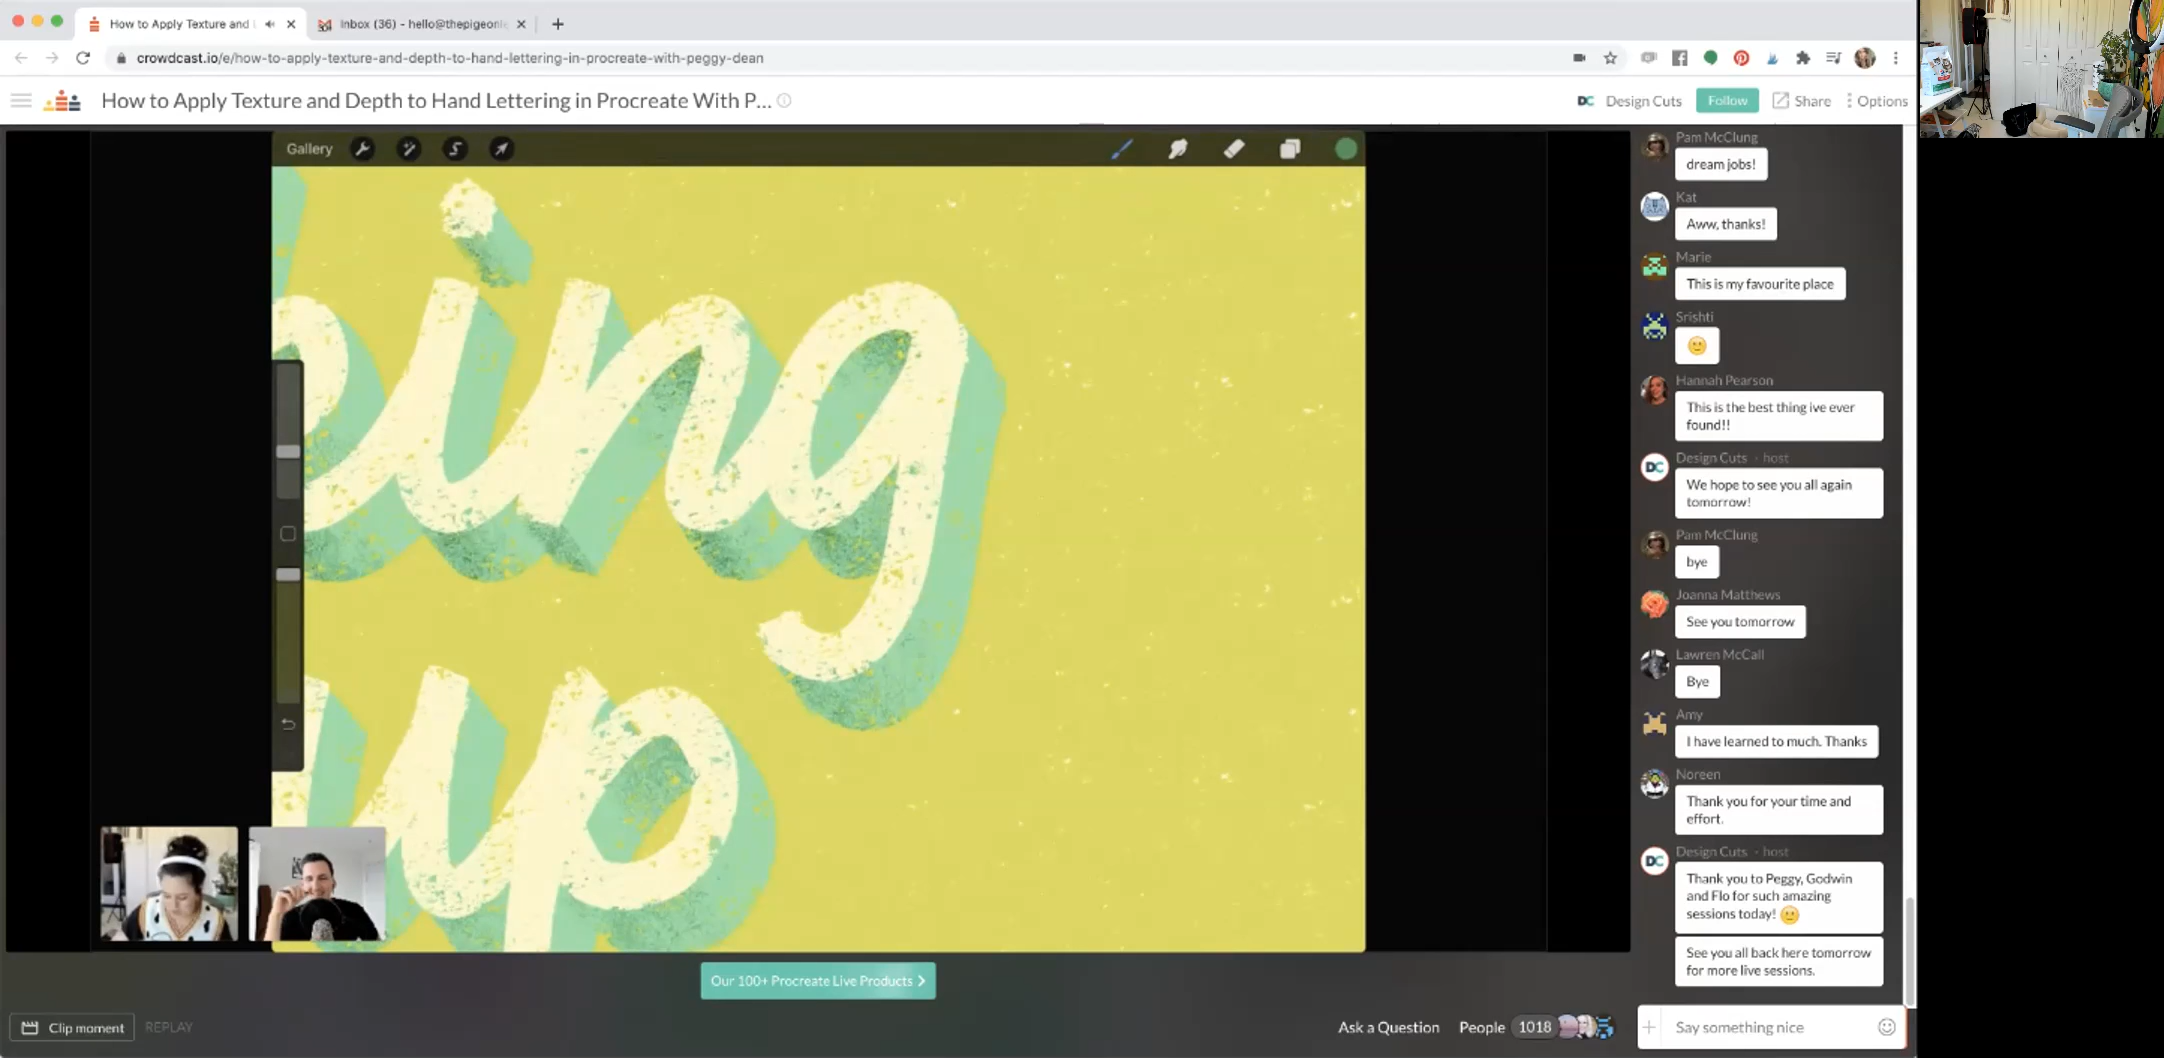 How to Apply Texture and
Inbox (36) - hello@thepigeonle
crowdcast.io/e/how-to-apply-texture-and-depth-to-hand-lettering-in-procreate-with-peggy-dean
How to Apply Texture and Depth to Hand Lettering in Procreate With P...
DC Design Cuts Follow Share Options
Gallery
eing
up
Pam McClung
dream jobs!
Kat
Aww, thanks!
Marie
This is my favourite place
Srishti
Hannah Pearson
This is the best thing ive ever
found!!
Design Cuts · host
DC
We hope to see you all again
tomorrow!
Pam McClung
bye
Joanna Matthews
See you tomorrow
Lawren McCall
Bye
Amy
I have learned to much. Thanks
Noreen
Thank you for your time and
effort.
Design Cuts · host
DC
Thank you to Peggy, Godwin
and Flo for such amazing
sessions today! 🙂
See you all back here tomorrow
for more live sessions.
Our 100+ Procreate Live Products
Clip moment REPLAY
Ask a Question People 1018
Say something nice